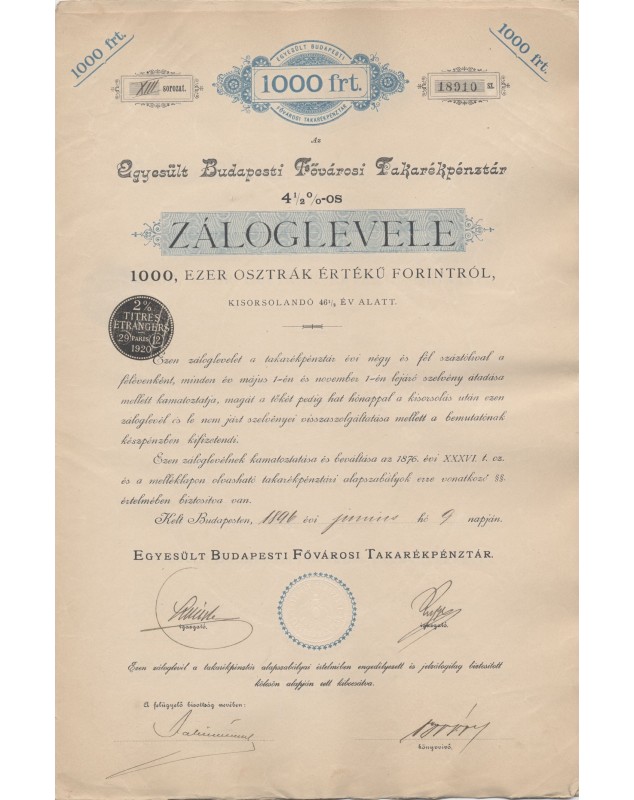 1000 frt.
1000 frt.
EGYESÜLT BUDAPESTI
1000 frt.
FŐVÁROSI TAKARÉKPÉNZTÁR
XIII sorozat.
18910 sz.
Az
Egyesült Budapesti Fővárosi Takarékpénztár
4½%-os
ZÁLOGLEVELE
1000, EZER OSZTRÁK ÉRTÉKŰ FORINTRÓL,
KISORSOLANDÓ 46½ ÉV ALATT.
2%
TITRES
ETRANGERS
29 PARIS 12
1920
Ezen záloglevelet a takarékpénztár évi négy és fél száztólival a
félévenként, minden év május 1-én és november 1-én lejáró szelvény átadása
mellett kamatoztatja, magát a tőkét pedig hat hónappal a kisorsolás után ezen
záloglevél és le nem járt szelvényei visszaszolgáltatása mellett a bemutatónak
készpénzben kifizetendi.
Ezen záloglevélnek kamatoztatása és beváltása az 1876. évi XXXVI. t. cz.
és a melléklapon olvasható takarékpénztári alapszabályok erre vonatkozó §§.
értelmében biztosítva van.
Kelt Budapesten, 1896 évi junius hó 9 napján.
EGYESÜLT BUDAPESTI FŐVÁROSI TAKARÉKPÉNZTÁR.
igazgató.
igazgató.
Ezen záloglevél a takarékpénztár alapszabályai értelmében engedélyezett és jelzálogilag biztosított
kölcsön alapján lett kibocsátva.
A felügyelő bizottság nevében:
könyvvivő.